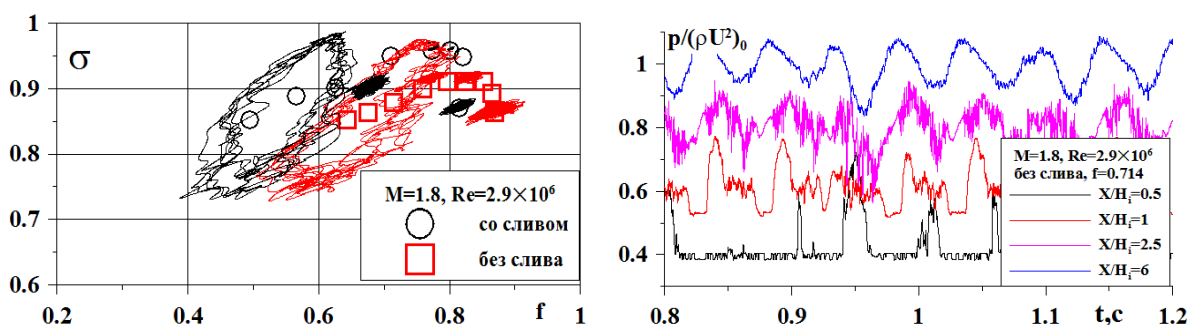 σ
1
0.9
0.8
0.7
0.6
0.2
0.4
0.6
0.8
f
1
M=1.8, Re=2.9×10⁶
со сливом
без слива
p/(ρU²)₀
1
0.8
0.6
0.4
0.8
0.9
1
1.1
t,c
1.2
M=1.8, Re=2.9×10⁶
без слива, f=0.714
X/Hᵢ=0.5
X/Hᵢ=1
X/Hᵢ=2.5
X/Hᵢ=6